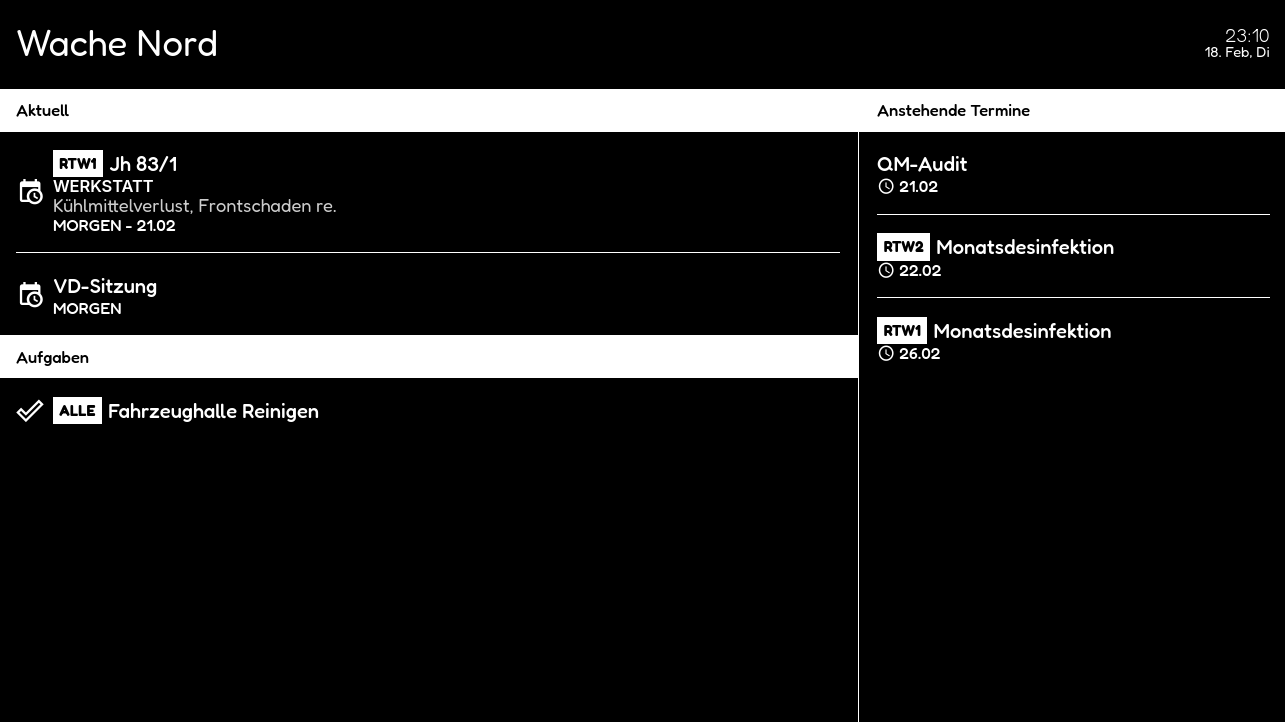 Wache Nord
23:10
18. Feb, Di
Aktuell
RTW1 Jh 83/1
WERKSTATT
Kühlmittelverlust, Frontschaden re.
MORGEN - 21.02
VD-Sitzung
MORGEN
Aufgaben
ALLE Fahrzeughalle Reinigen
Anstehende Termine
QM-Audit
21.02
RTW2 Monatsdesinfektion
22.02
RTW1 Monatsdesinfektion
26.02